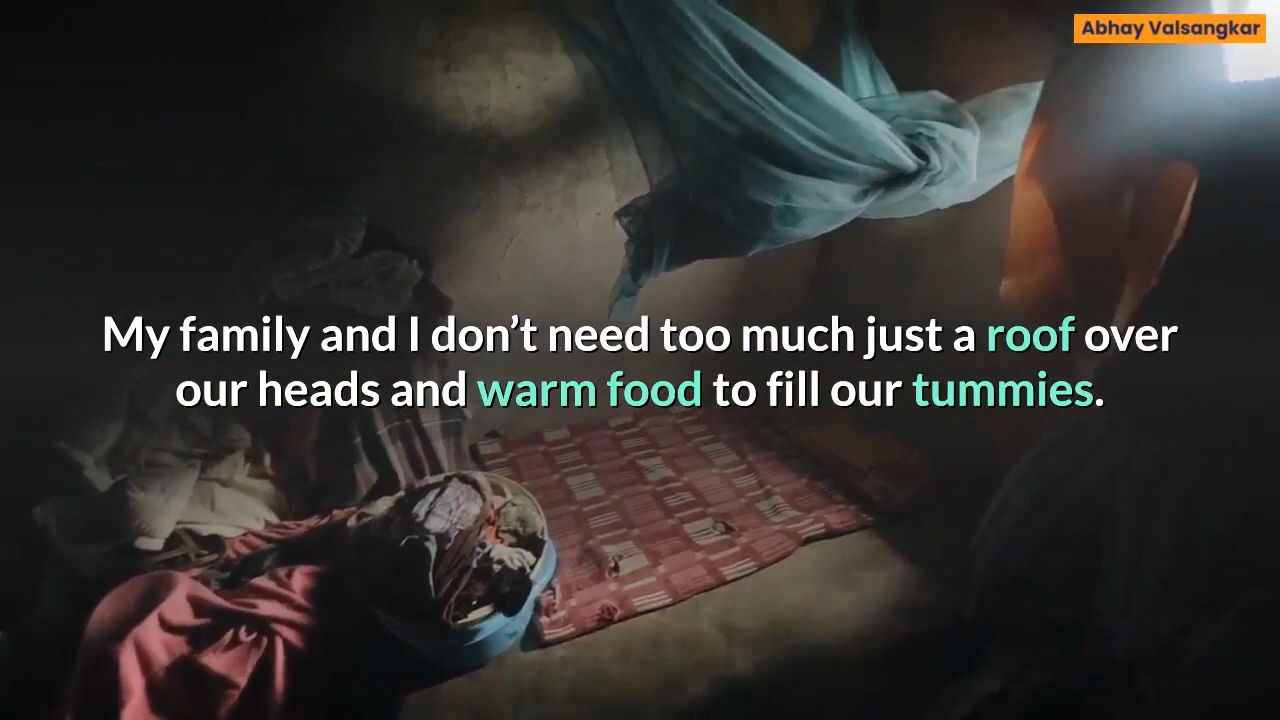 Abhay Valsangkar
My family and I don’t need too much just a roof over
our heads and warm food to fill our tummies.